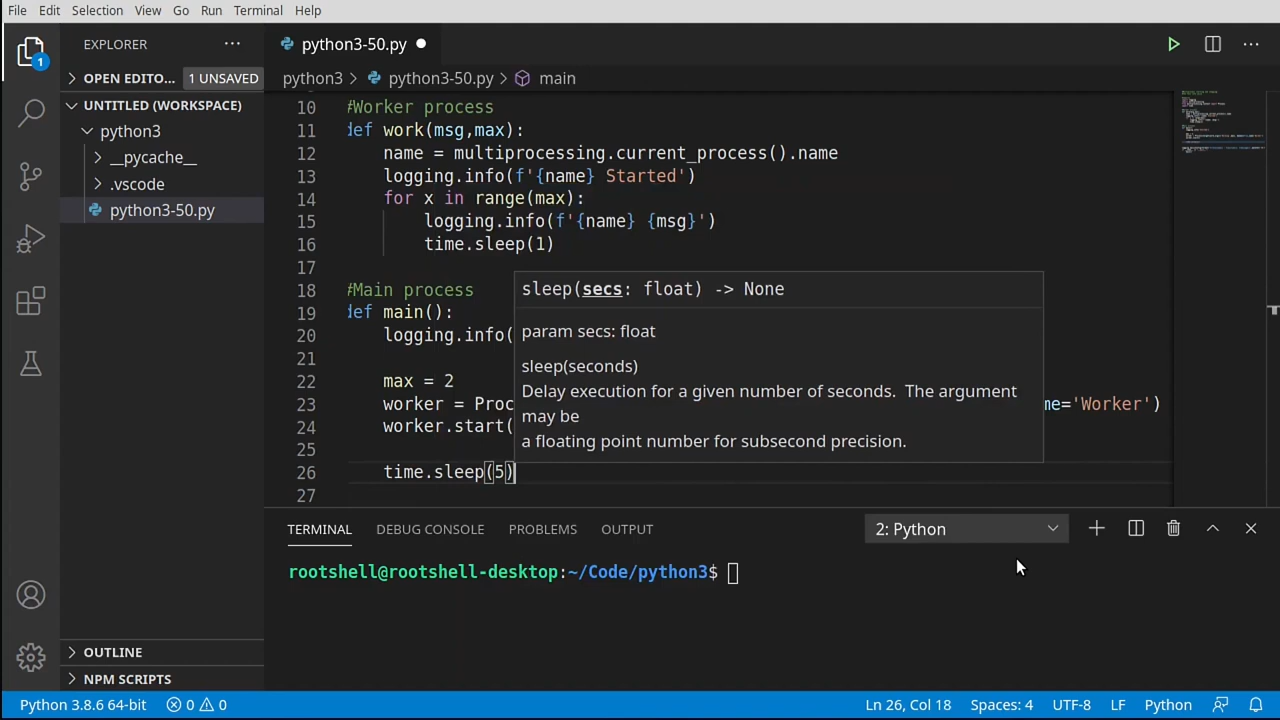 File Edit Selection View Go Run Terminal Help
EXPLORER ···
python3-50.py
1
OPEN EDITO... 1 UNSAVED
UNTITLED (WORKSPACE)
python3
__pycache__
.vscode
python3-50.py
OUTLINE
NPM SCRIPTS
python3 > python3-50.py > main
10 #Worker process
11 def work(msg,max):
12 name = multiprocessing.current_process().name
13 logging.info(f'{name} Started')
14 for x in range(max):
15 logging.info(f'{name} {msg}')
16 time.sleep(1)
17
18 #Main process
19 def main():
20 logging.info(
21
22 max = 2
23 worker = Proc me='Worker')
24 worker.start(
25
26 time.sleep(5)
27
sleep(secs: float) -> None
param secs: float
sleep(seconds)
Delay execution for a given number of seconds. The argument
may be
a floating point number for subsecond precision.
TERMINAL DEBUG CONSOLE PROBLEMS OUTPUT 2: Python
rootshell@rootshell-desktop:~/Code/python3$
Python 3.8.6 64-bit 0 0 Ln 26, Col 18 Spaces: 4 UTF-8 LF Python